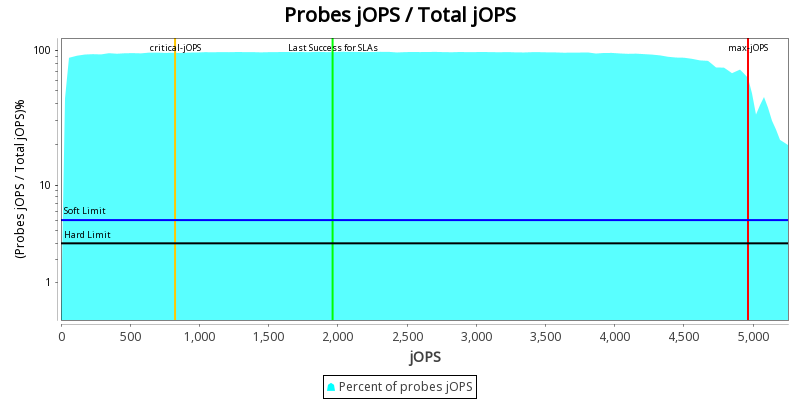 Probes jOPS / Total jOPS
(Probes jOPS / Total jOPS)%
100
10
1
critical-jOPS
Last Success for SLAs
max-jOPS
Soft Limit
Hard Limit
0
500
1,000
1,500
2,000
2,500
3,000
3,500
4,000
4,500
5,000
jOPS
Percent of probes jOPS